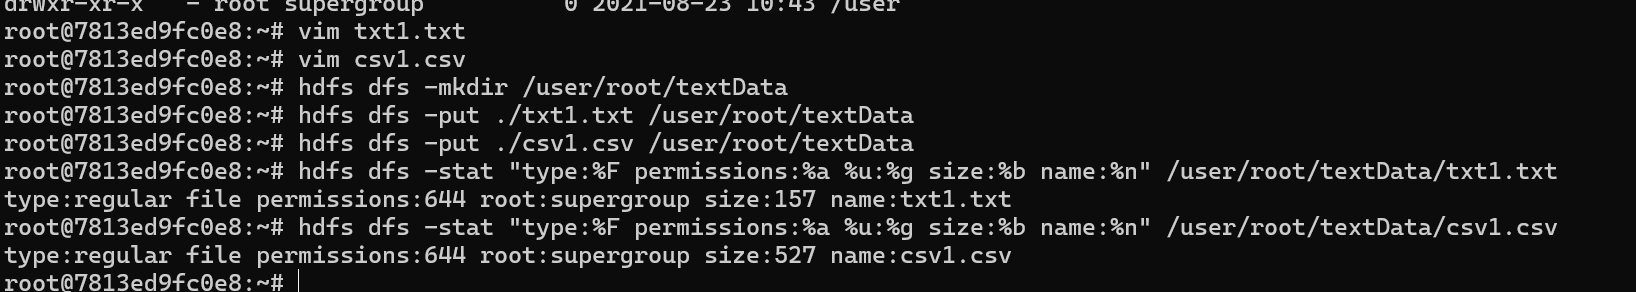 drwxr-xr-x   - root supergroup          0 2021-08-23 10:43 /user
root@7813ed9fc0e8:~# vim txt1.txt
root@7813ed9fc0e8:~# vim csv1.csv
root@7813ed9fc0e8:~# hdfs dfs -mkdir /user/root/textData
root@7813ed9fc0e8:~# hdfs dfs -put ./txt1.txt /user/root/textData
root@7813ed9fc0e8:~# hdfs dfs -put ./csv1.csv /user/root/textData
root@7813ed9fc0e8:~# hdfs dfs -stat "type:%F permissions:%a %u:%g size:%b name:%n" /user/root/textData/txt1.txt
type:regular file permissions:644 root:supergroup size:157 name:txt1.txt
root@7813ed9fc0e8:~# hdfs dfs -stat "type:%F permissions:%a %u:%g size:%b name:%n" /user/root/textData/csv1.csv
type:regular file permissions:644 root:supergroup size:527 name:csv1.csv
root@7813ed9fc0e8:~#